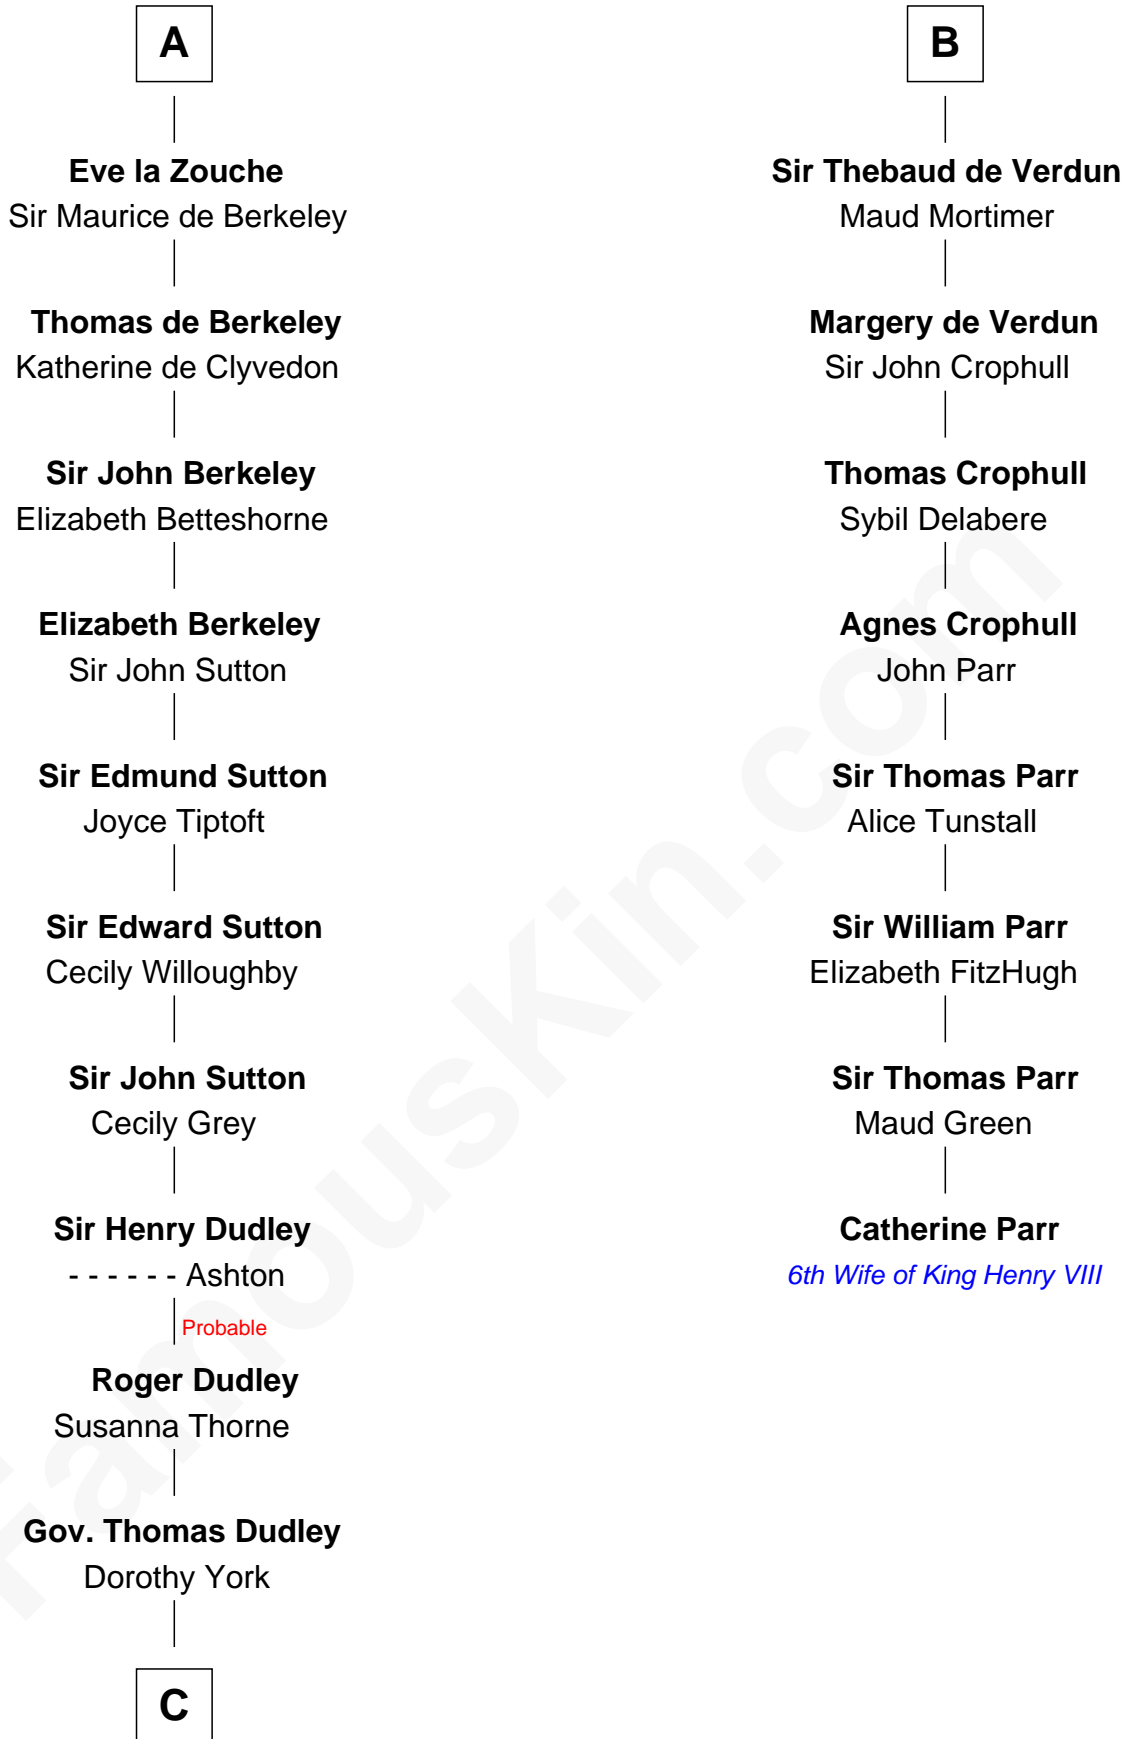 A
Eve la Zouche
Sir Maurice de Berkeley
Thomas de Berkeley
Katherine de Clyvedon
Sir John Berkeley
Elizabeth Betteshorne
Elizabeth Berkeley
Sir John Sutton
Sir Edmund Sutton
Joyce Tiptoft
Sir Edward Sutton
Cecily Willoughby
Sir John Sutton
Cecily Grey
Sir Henry Dudley
- - - - - - Ashton
Probable
Roger Dudley
Susanna Thorne
Gov. Thomas Dudley
Dorothy York
C
B
Sir Thebaud de Verdun
Maud Mortimer
Margery de Verdun
Sir John Crophull
Thomas Crophull
Sybil Delabere
Agnes Crophull
John Parr
Sir Thomas Parr
Alice Tunstall
Sir William Parr
Elizabeth FitzHugh
Sir Thomas Parr
Maud Green
Catherine Parr
6th Wife of King Henry VIII
FamousKin.com